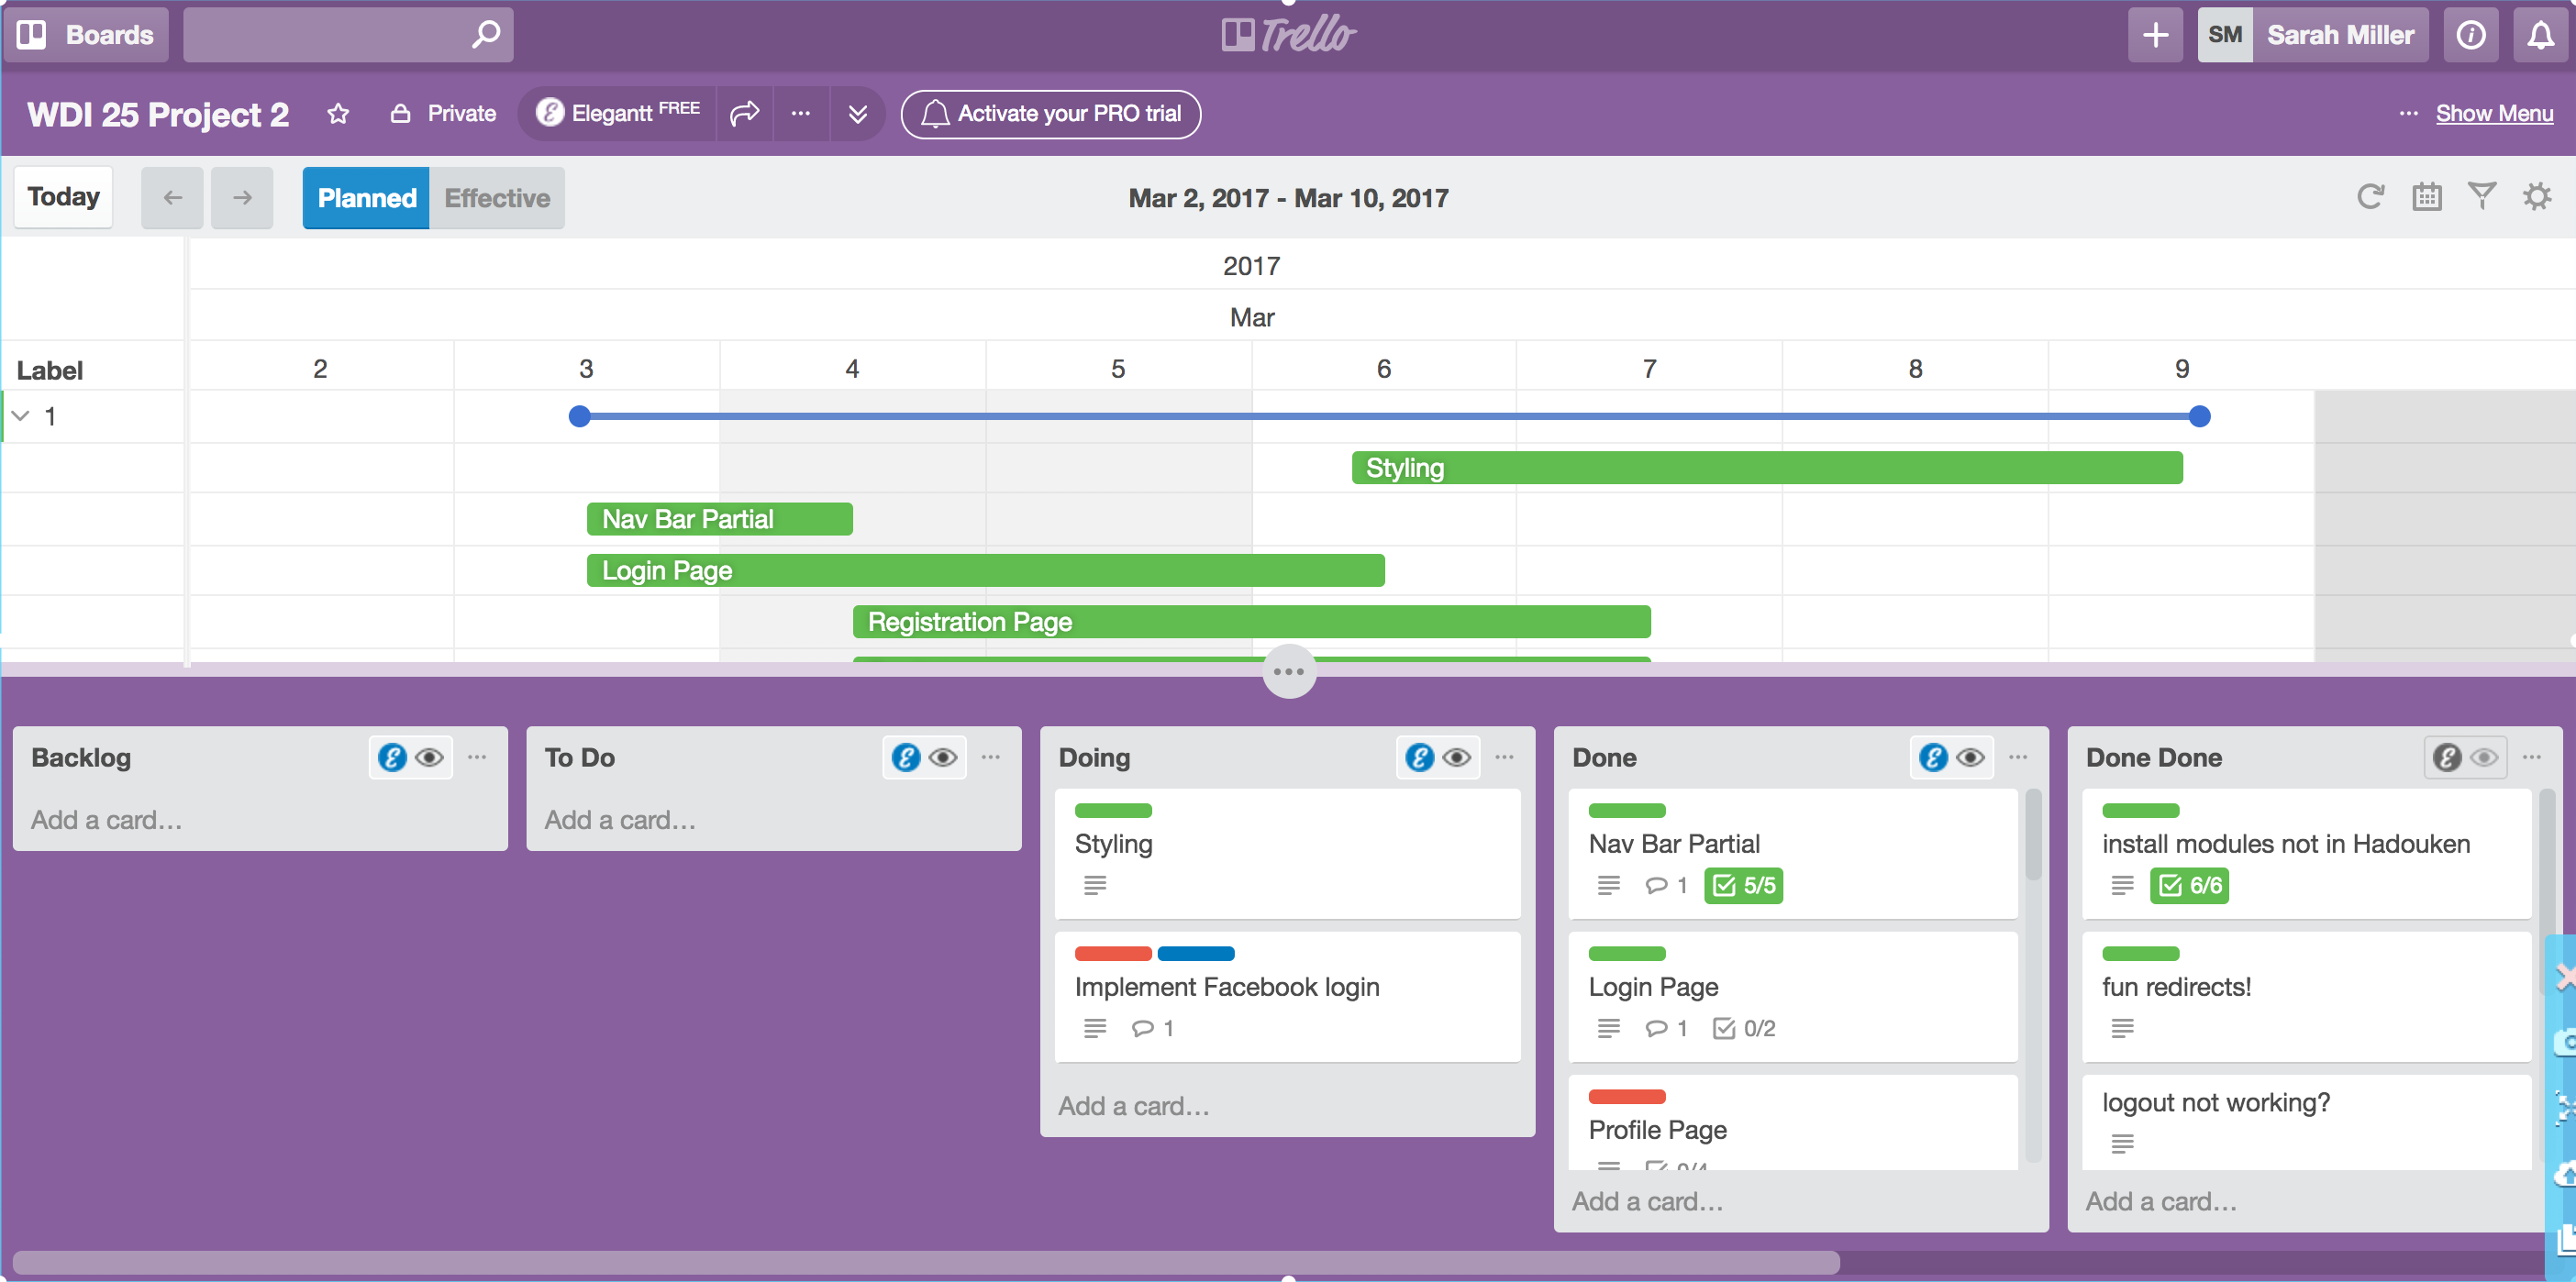 Boards
Trello
SM Sarah Miller
WDI 25 Project 2
Private
Elegantt FREE
Activate your PRO trial
Show Menu
Today
Planned
Effective
Mar 2, 2017 - Mar 10, 2017
2017
Mar
Label
2 3 4 5 6 7 8 9
1
Styling
Nav Bar Partial
Login Page
Registration Page
Backlog
Add a card...
To Do
Add a card...
Doing
Styling
Implement Facebook login
1
Add a card...
Done
Nav Bar Partial
1 5/5
Login Page
1 0/2
Profile Page
0/4
Add a card...
Done Done
install modules not in Hadouken
6/6
fun redirects!
logout not working?
Add a card...